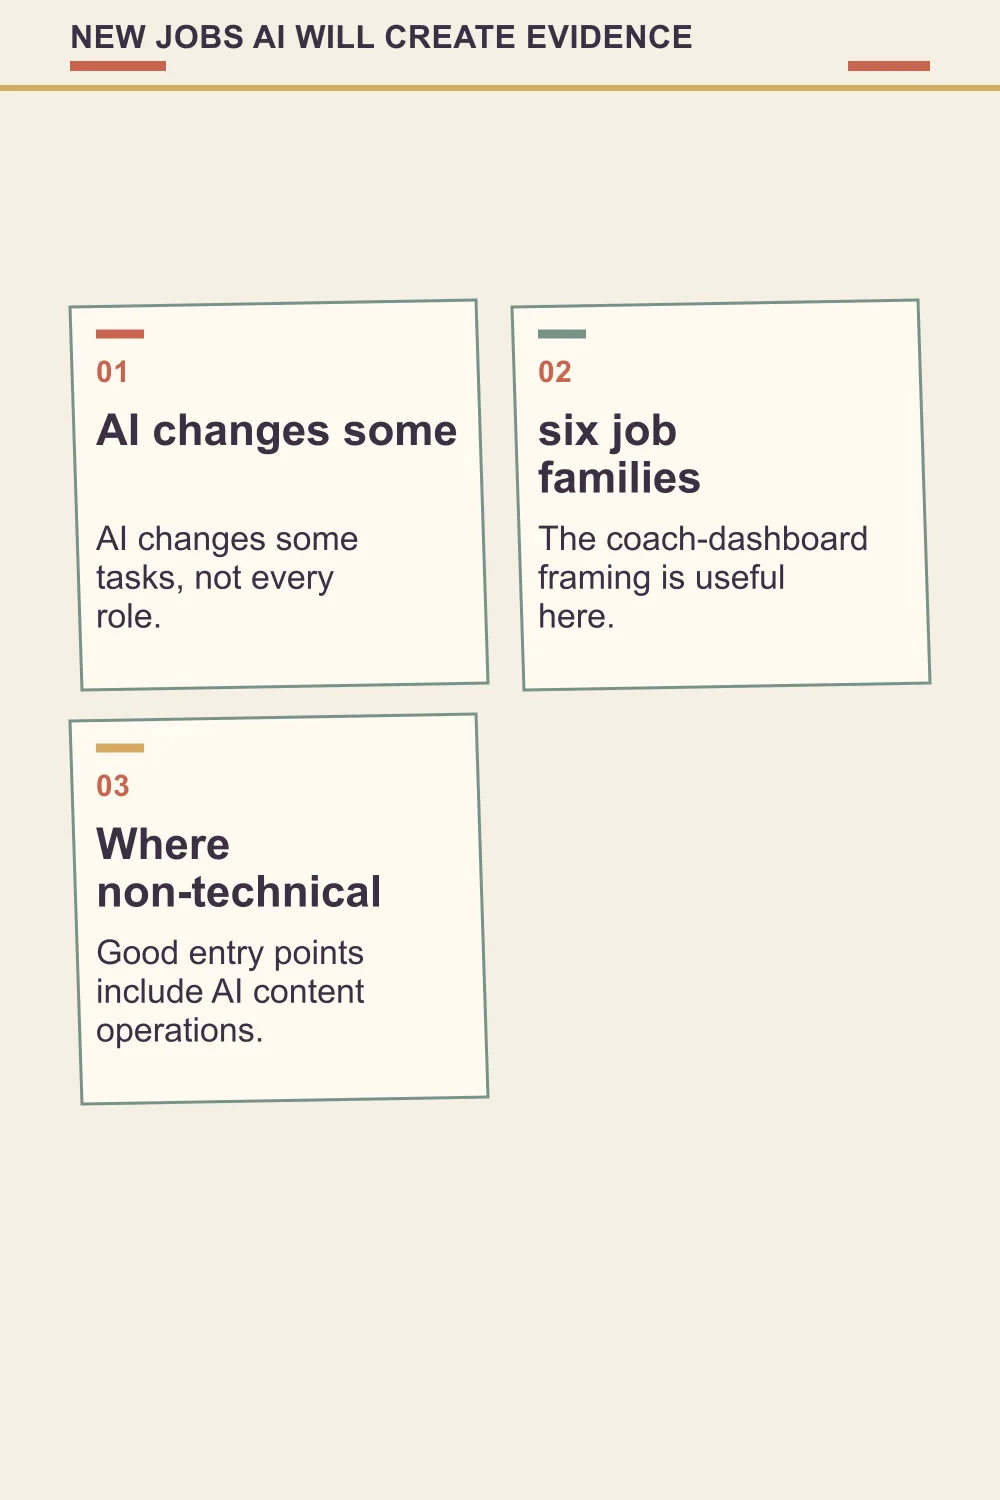 NEW JOBS AI WILL CREATE EVIDENCE
01
AI changes some
AI changes some
tasks, not every
role.
02
six job
families
The coach-dashboard
framing is useful
here.
03
Where
non-technical
Good entry points
include AI content
operations.